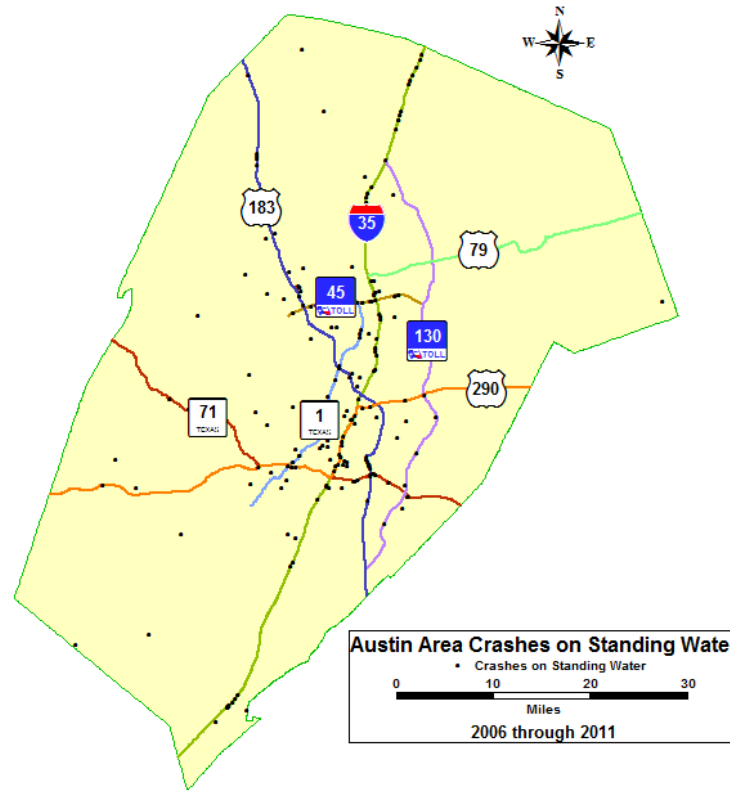 N
W E
S
183
35
79
45
TOLL
130
TOLL
290
71
TEXAS
1
TEXAS
Austin Area Crashes on Standing Wate
Crashes on Standing Water
0 10 20 30
Miles
2006 through 2011